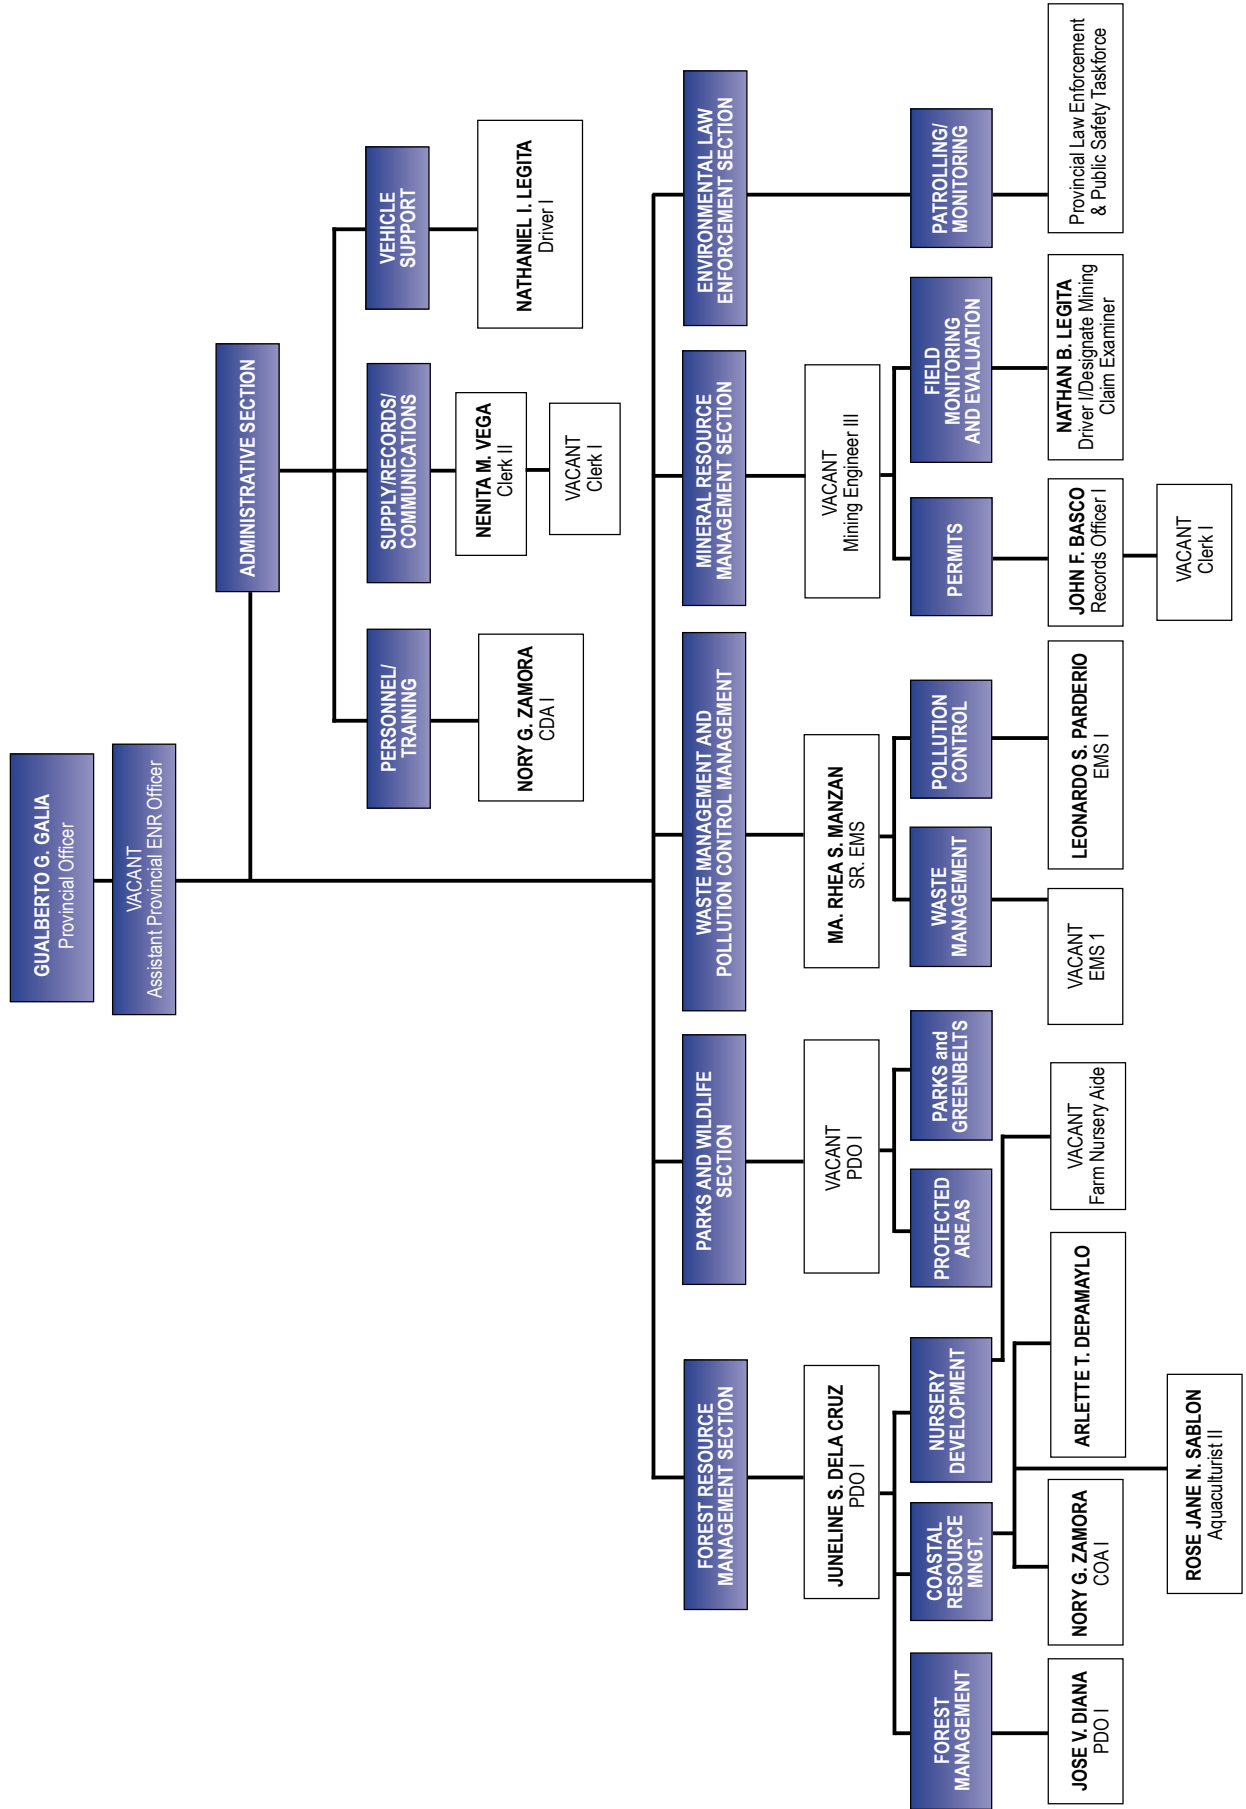 GUALBERTO G. GALIA
Provincial Officer
VACANT
Assistant Provincial ENR Officer
ADMINISTRATIVE SECTION
PERSONNEL/
TRAINING
NORY G. ZAMORA
CDA I
SUPPLY/RECORDS/
COMMUNICATIONS
NENITA M. VEGA
Clerk II
VACANT
Clerk I
VEHICLE
SUPPORT
NATHANIEL I. LEGITA
Driver I
FOREST RESOURCE
MANAGEMENT SECTION
JUNELINE S. DELA CRUZ
PDO I
FOREST
MANAGEMENT
JOSE V. DIANA
PDO I
COASTAL
RESOURCE
MNGT.
NORY G. ZAMORA
COA I
ROSE JANE N. SABLON
Aquaculturist II
ARLETTE T. DEPAMAYLO
NURSERY
DEVELOPMENT
VACANT
Farm Nursery Aide
PARKS AND WILDLIFE
SECTION
VACANT
PDO I
PROTECTED
AREAS
PARKS and
GREENBELTS
WASTE MANAGEMENT AND
POLLUTION CONTROL MANAGEMENT
MA. RHEA S. MANZAN
SR. EMS
WASTE
MANAGEMENT
VACANT
EMS 1
POLLUTION
CONTROL
LEONARDO S. PARDERIO
EMS I
MINERAL RESOURCE
MANAGEMENT SECTION
VACANT
Mining Engineer III
PERMITS
JOHN F. BASCO
Records Officer I
VACANT
Clerk I
FIELD
MONITORING
AND EVALUATION
NATHAN B. LEGITA
Driver I/Designate Mining
Claim Examiner
ENVIRONMENTAL LAW
ENFORCEMENT SECTION
PATROLLING/
MONITORING
Provincial Law Enforcement
& Public Safety Taskforce